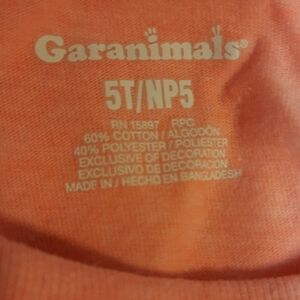 Garanimals®
5T/NP5
RN 15897 RPC
60% COTTON / ALGODÓN
40% POLYESTER / POLIÉSTER
EXCLUSIVE OF DECORATION
EXCLUSIVO DE DECORACIÓN
MADE IN / HECHO EN BANGLADESH